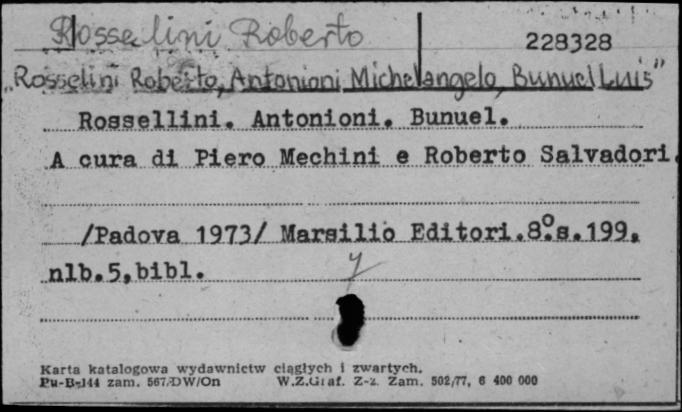 Rosselini Roberto
228328
„Rosselini Roberto, Antonioni Michelangelo, Bunuel Luis"
Rossellini. Antonioni. Bunuel.
A cura di Piero Mechini e Roberto Salvadori.
/Padova 1973/ Marsilio Editori.8°.s.199,
nlb.5,bibl.
y
Karta katalogowa wydawnictw ciągłych i zwartych.
Pu-B-144 zam. 567/DW/On W.Z.Graf. Z-2. Zam. 502/77, 6 400 000